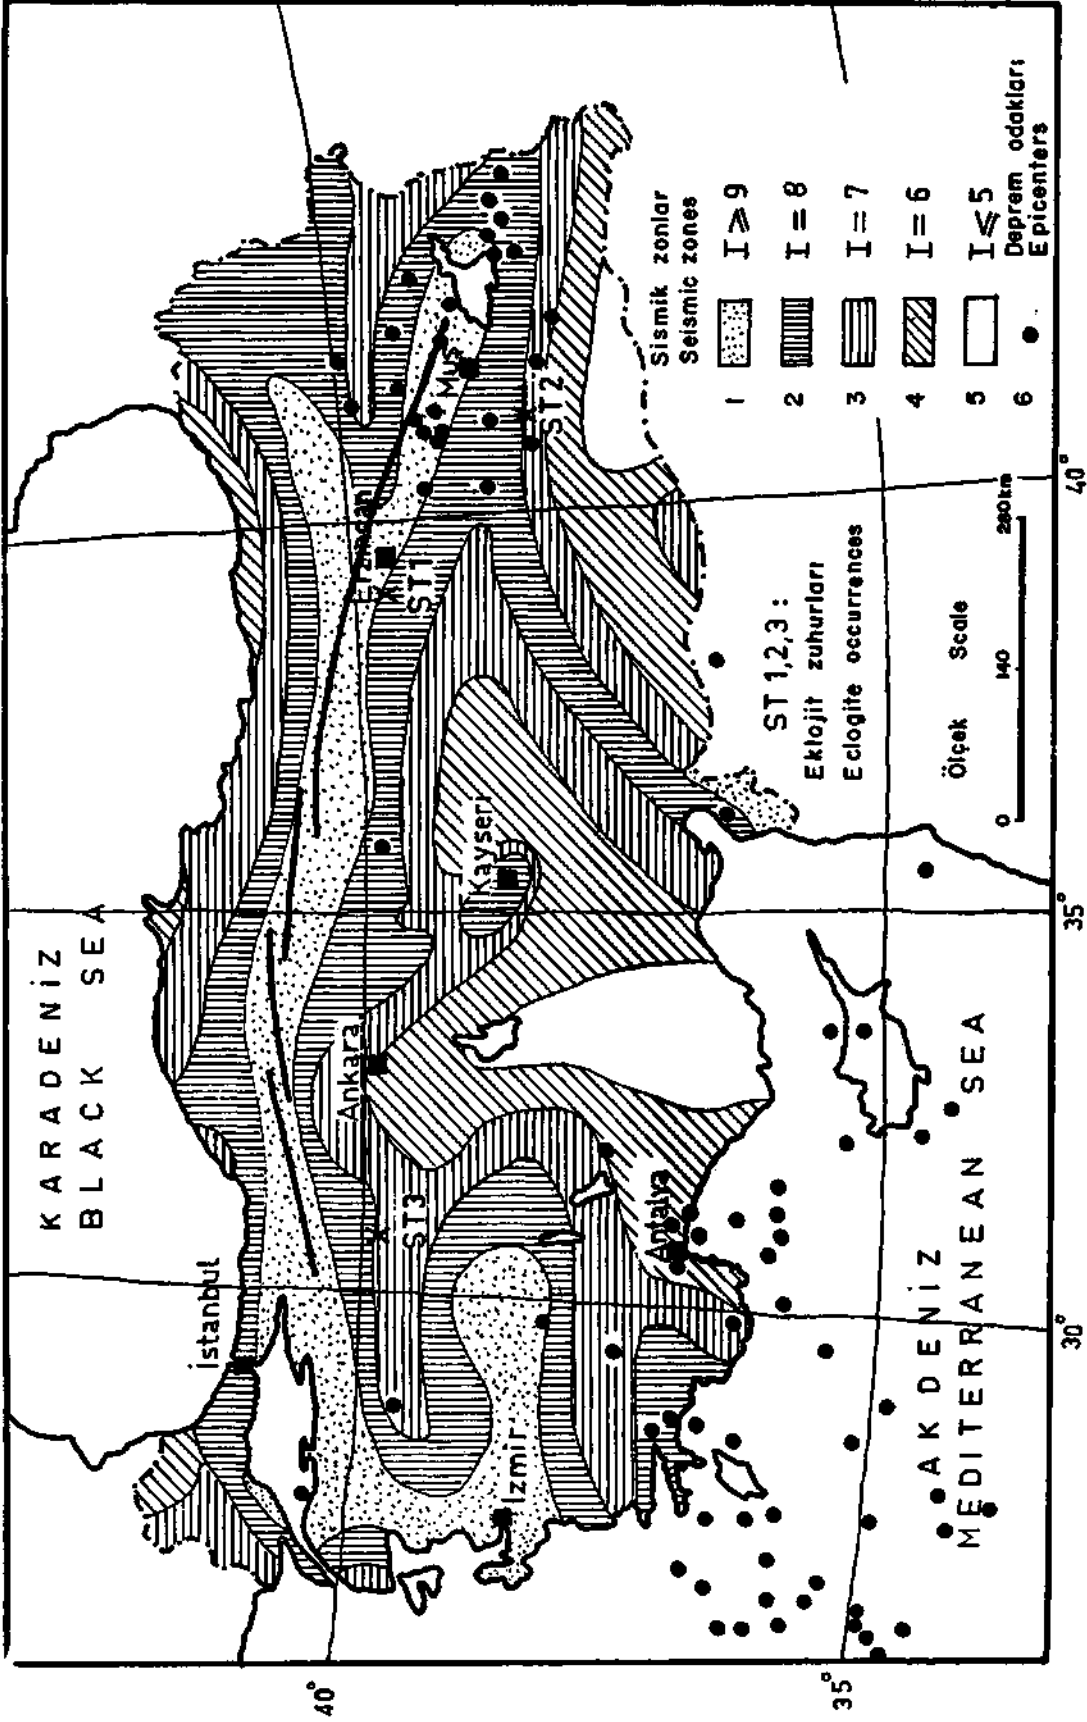 KARADENİZ
BLACK SEA
İstanbul
Ankara
Kayseri
Erzincan
Muş
İzmir
Antalya
ST1
ST2
ST3
AKDENİZ
MEDITERRANEAN SEA
ST 1,2,3 :
Eklojit zuhurları
Eclogite occurrences
Ölçek Scale
0 140 280km
Sismik zonlar
Seismic zones
1 I ⩾ 9
2 I = 8
3 I = 7
4 I = 6
5 I ⩽ 5
6 Deprem odakları
Epicenters
40°
35°
30°
35°
40°